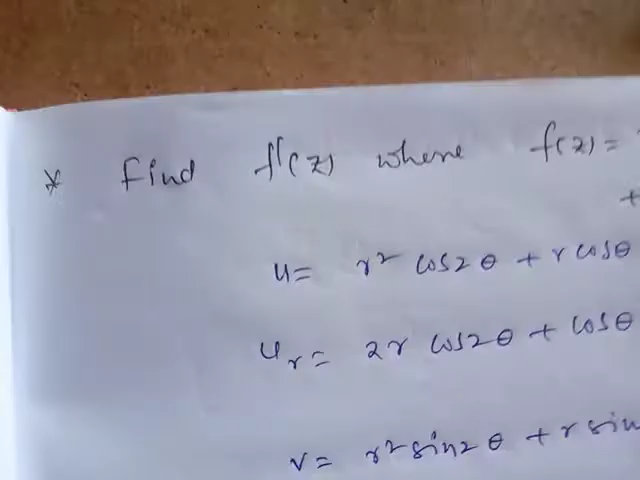 * Find f'(z) where f(z) =
+
u = r² cos2θ + r cosθ
u_r = 2r cos2θ + cosθ
v = r² sin2θ + r sin